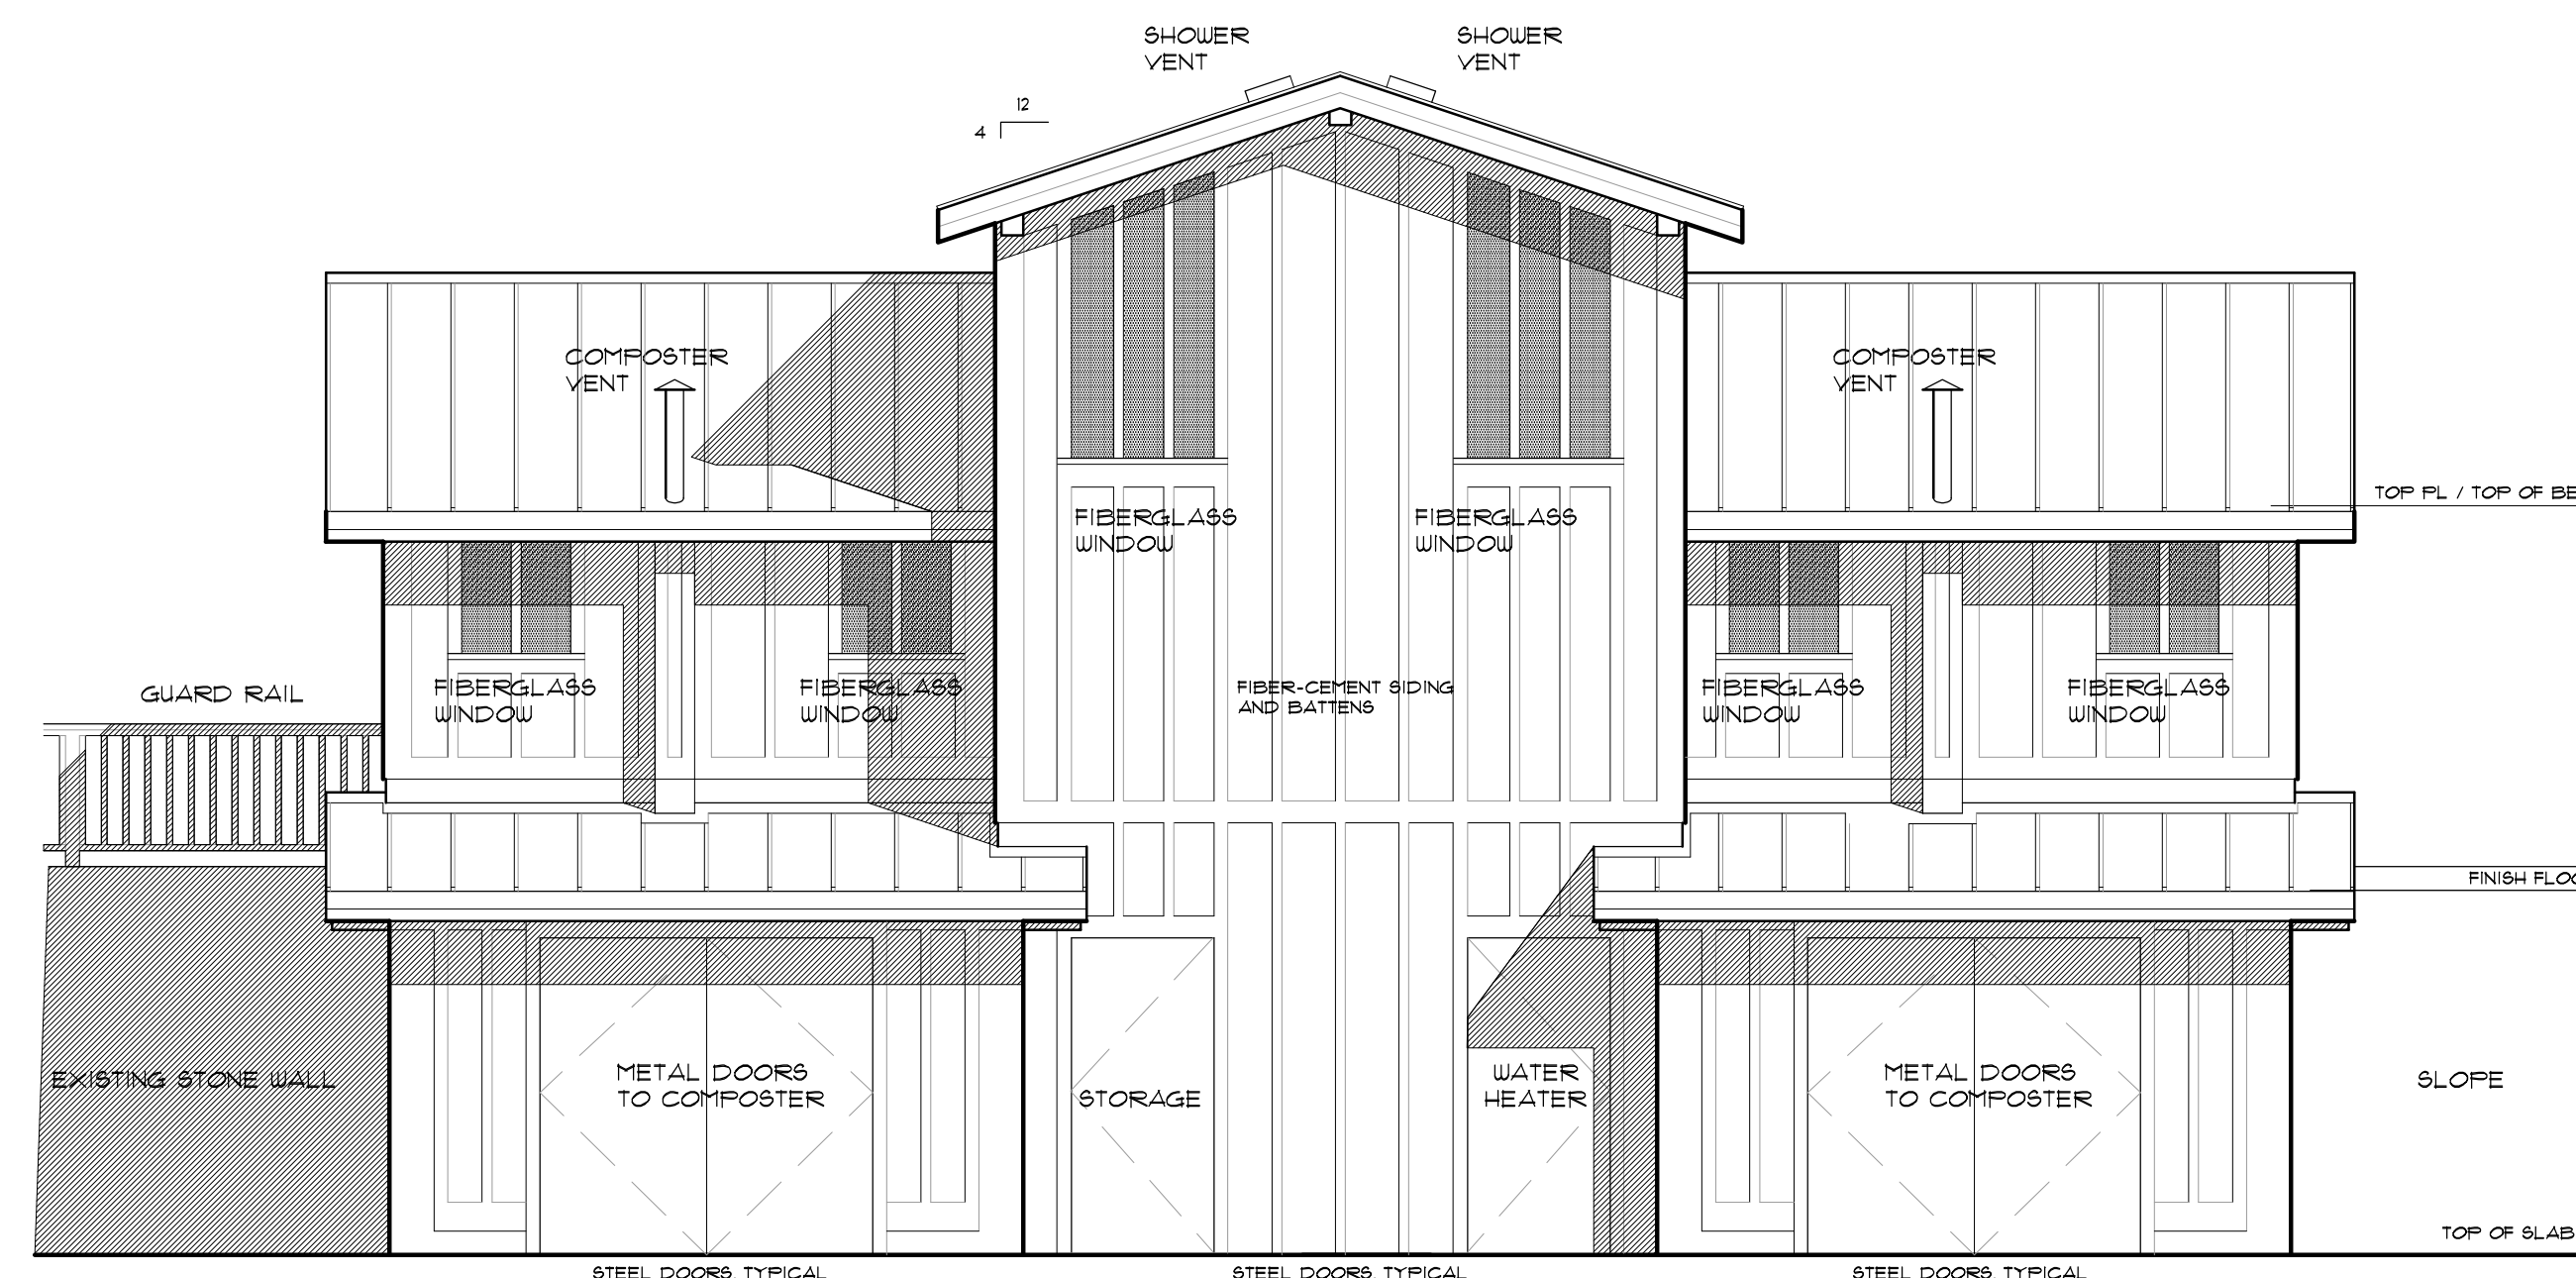 SHOWER
VENT
SHOWER
VENT
12
4
COMPOSTER
VENT
COMPOSTER
VENT
TOP PL / TOP OF BE
FIBERGLASS
WINDOW
FIBERGLASS
WINDOW
GUARD RAIL
FIBERGLASS
WINDOW
FIBERGLASS
WINDOW
FIBER-CEMENT SIDING
AND BATTENS
FIBERGLASS
WINDOW
FIBERGLASS
WINDOW
FINISH FLOO
EXISTING STONE WALL
METAL DOORS
TO COMPOSTER
STORAGE
WATER
HEATER
METAL DOORS
TO COMPOSTER
SLOPE
TOP OF SLAB
STEEL DOORS, TYPICAL
STEEL DOORS, TYPICAL
STEEL DOORS, TYPICAL